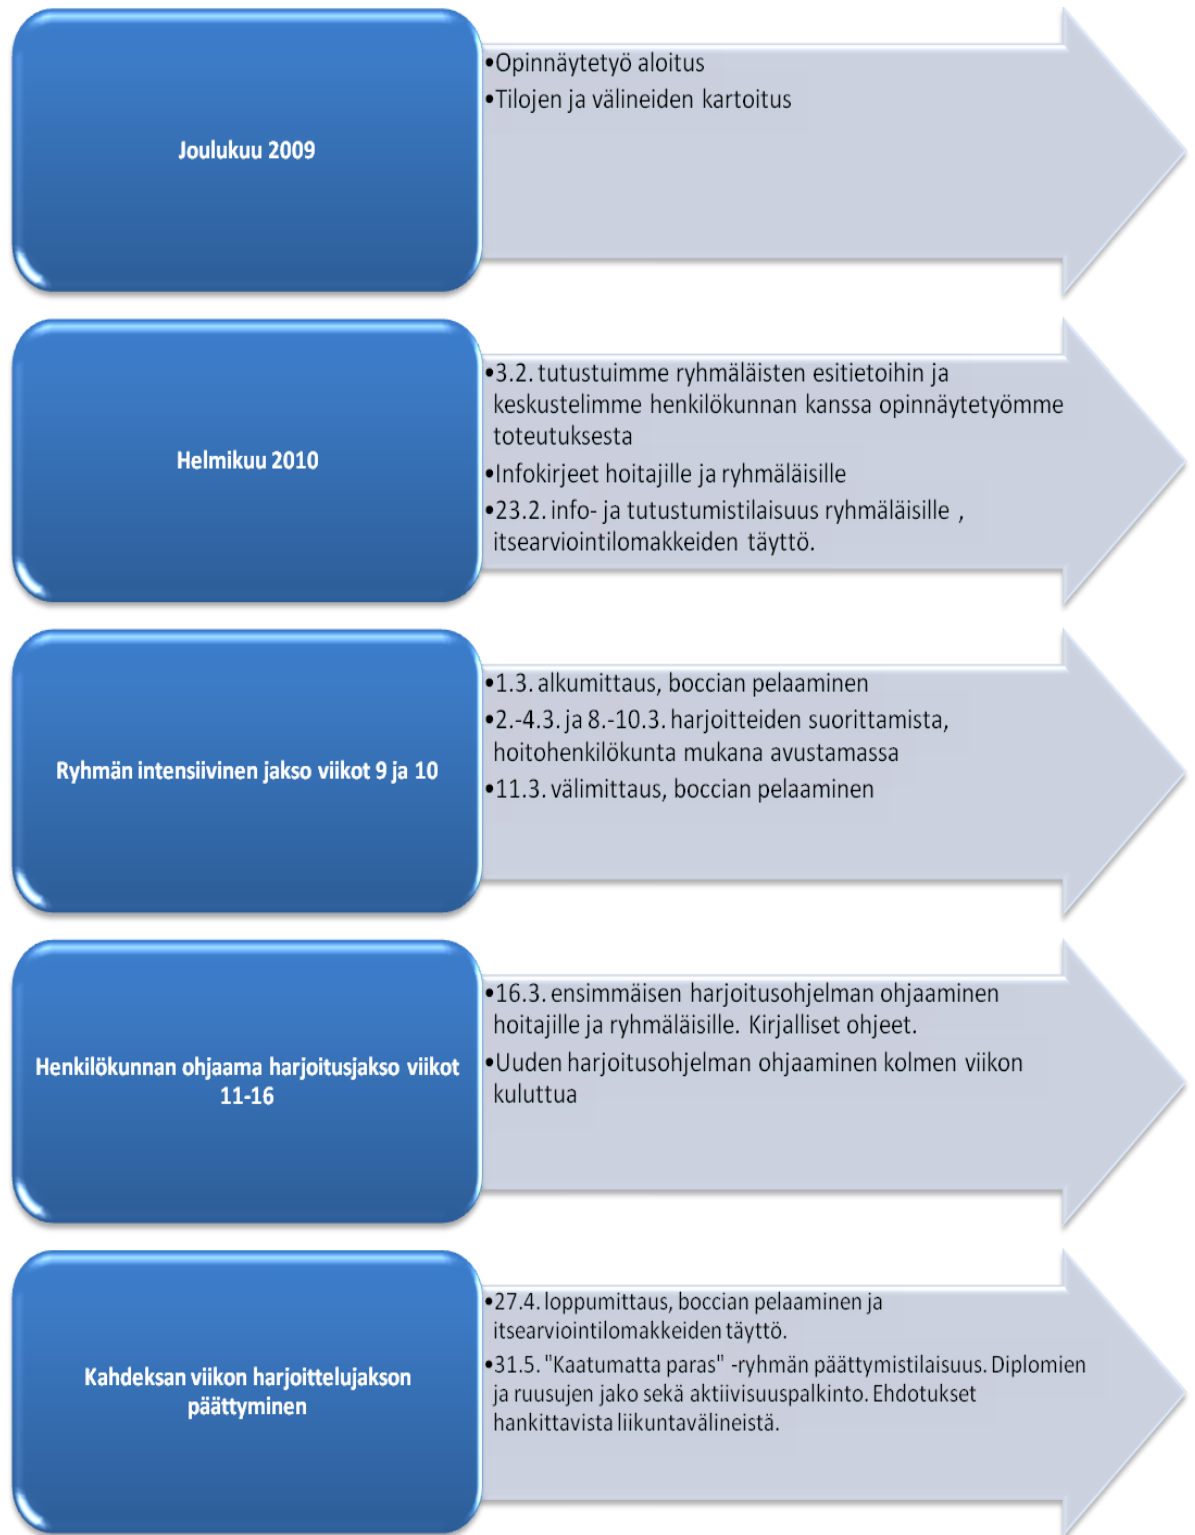 Joulukuu 2009
•Opinnäytetyö aloitus
•Tilojen ja välineiden kartoitus
Helmikuu 2010
•3.2. tutustuimme ryhmäläisten esitietoihin ja
keskustelimme henkilökunnan kanssa opinnäytetyömme
toteutuksesta
•Infokirjeet hoitajille ja ryhmäläisille
•23.2. info- ja tutustumistilaisuus ryhmäläisille ,
itsearviointilomakkeiden täyttö.
Ryhmän intensiivinen jakso viikot 9 ja 10
•1.3. alkumittaus, boccian pelaaminen
•2.-4.3. ja 8.-10.3. harjoitteiden suorittamista,
hoitohenkilökunta mukana avustamassa
•11.3. välimittaus, boccian pelaaminen
Henkilökunnan ohjaama harjoitusjakso viikot
11-16
•16.3. ensimmäisen harjoitusohjelman ohjaaminen
hoitajille ja ryhmäläisille. Kirjalliset ohjeet.
•Uuden harjoitusohjelman ohjaaminen kolmen viikon
kuluttua
Kahdeksan viikon harjoittelujakson
päättyminen
•27.4. loppumittaus, boccian pelaaminen ja
itsearviointilomakkeiden täyttö.
•31.5. "Kaatumatta paras" -ryhmän päättymistilaisuus. Diplomien
ja ruusujen jako sekä aktiivisuuspalkinto. Ehdotukset
hankittavista liikuntavälineistä.